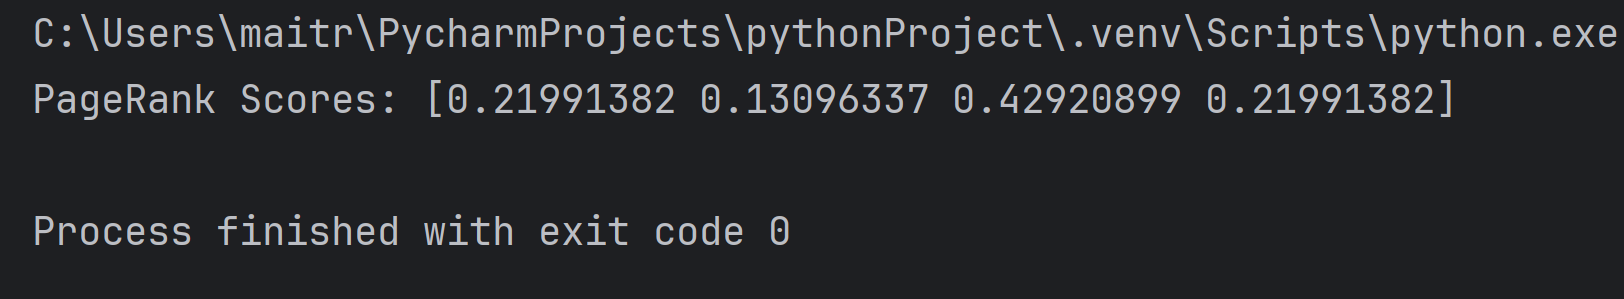 C:\Users\maitr\PycharmProjects\pythonProject\.venv\Scripts\python.exe
PageRank Scores: [0.21991382 0.13096337 0.42920899 0.21991382]
Process finished with exit code 0